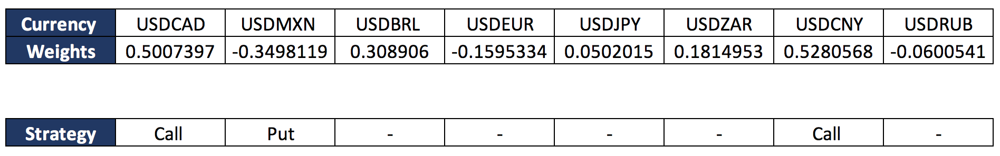 Currency USDCAD USDMXN USDBRL USDEUR USDJPY USDZAR USDCNY USDRUB
Weights 0.5007397 -0.3498119 0.308906 -0.1595334 0.0502015 0.1814953 0.5280568 -0.0600541
Strategy Call Put - - - - Call -